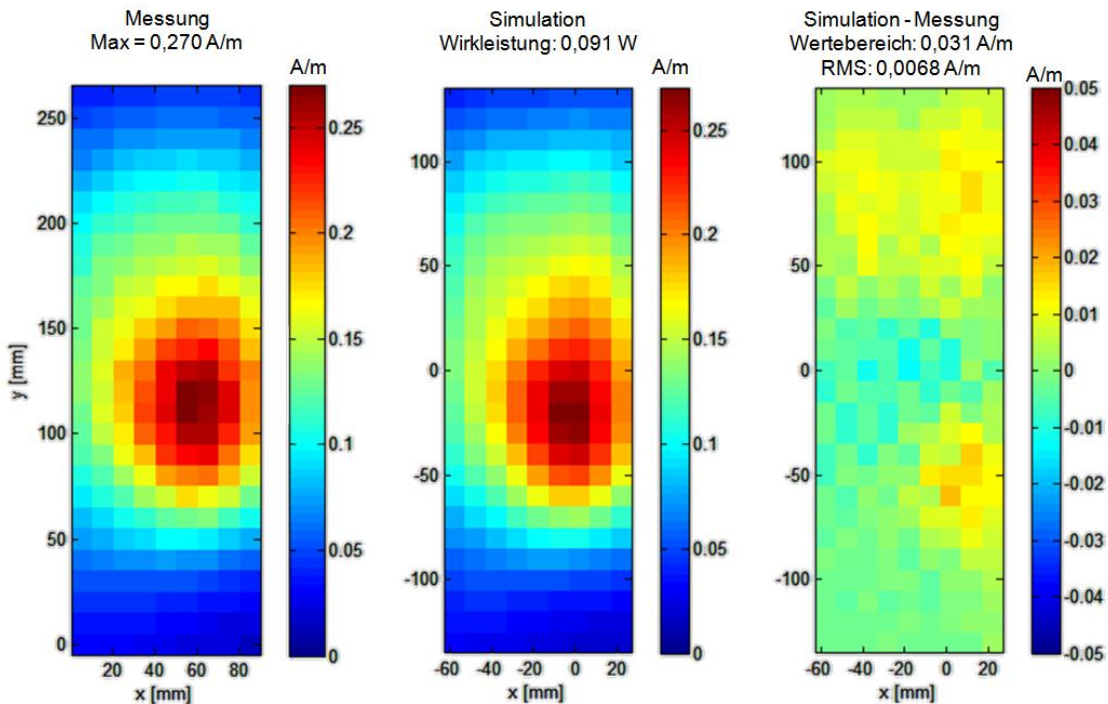 Messung
Max = 0,270 A/m
A/m
250
200
150
100
50
0
y [mm]
20 40 60 80
x [mm]
0.25
0.2
0.15
0.1
0.05
0
Simulation
Wirkleistung: 0,091 W
A/m
100
50
0
-50
-100
-60 -40 -20 0 20
x [mm]
0.25
0.2
0.15
0.1
0.05
0
Simulation - Messung
Wertebereich: 0,031 A/m
RMS: 0,0068 A/m
A/m
100
50
0
-50
-100
-60 -40 -20 0 20
x [mm]
0.05
0.04
0.03
0.02
0.01
0
-0.01
-0.02
-0.03
-0.04
-0.05